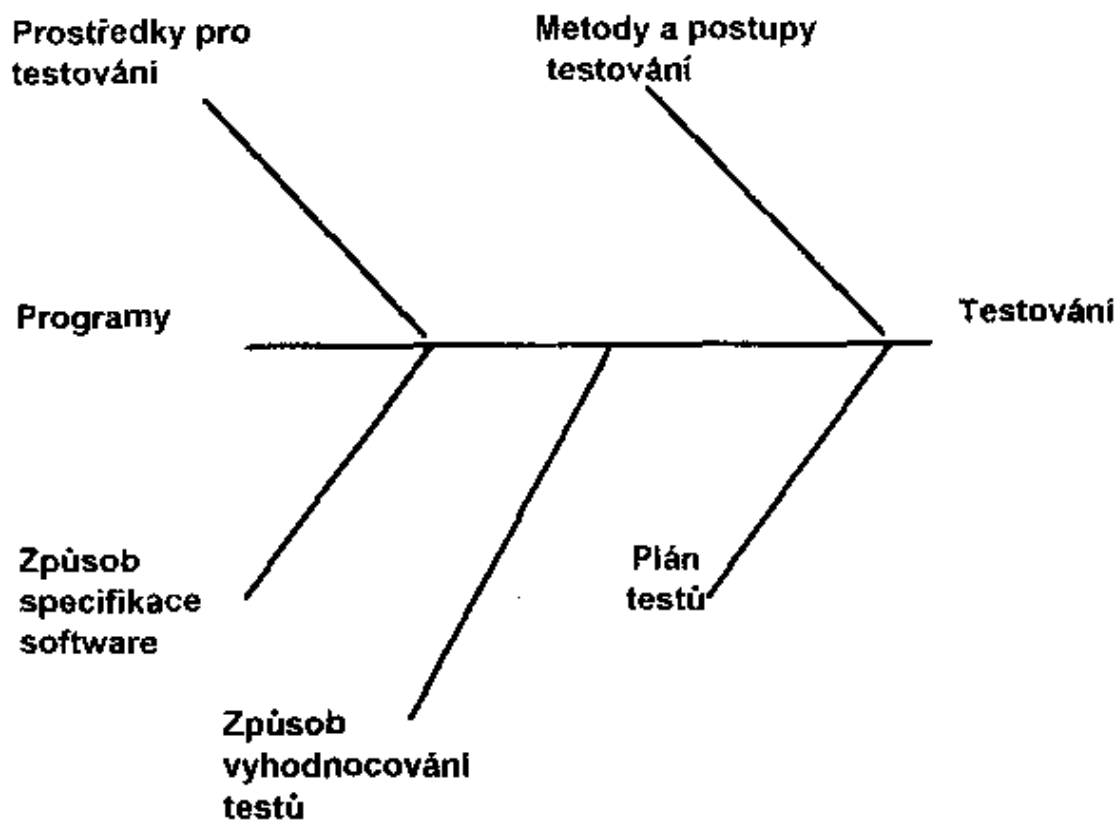 Prostředky pro
testování
Metody a postupy
testování
Programy
Testování
Způsob
specifikace
software
Plán
testů
Způsob
vyhodnocování
testů